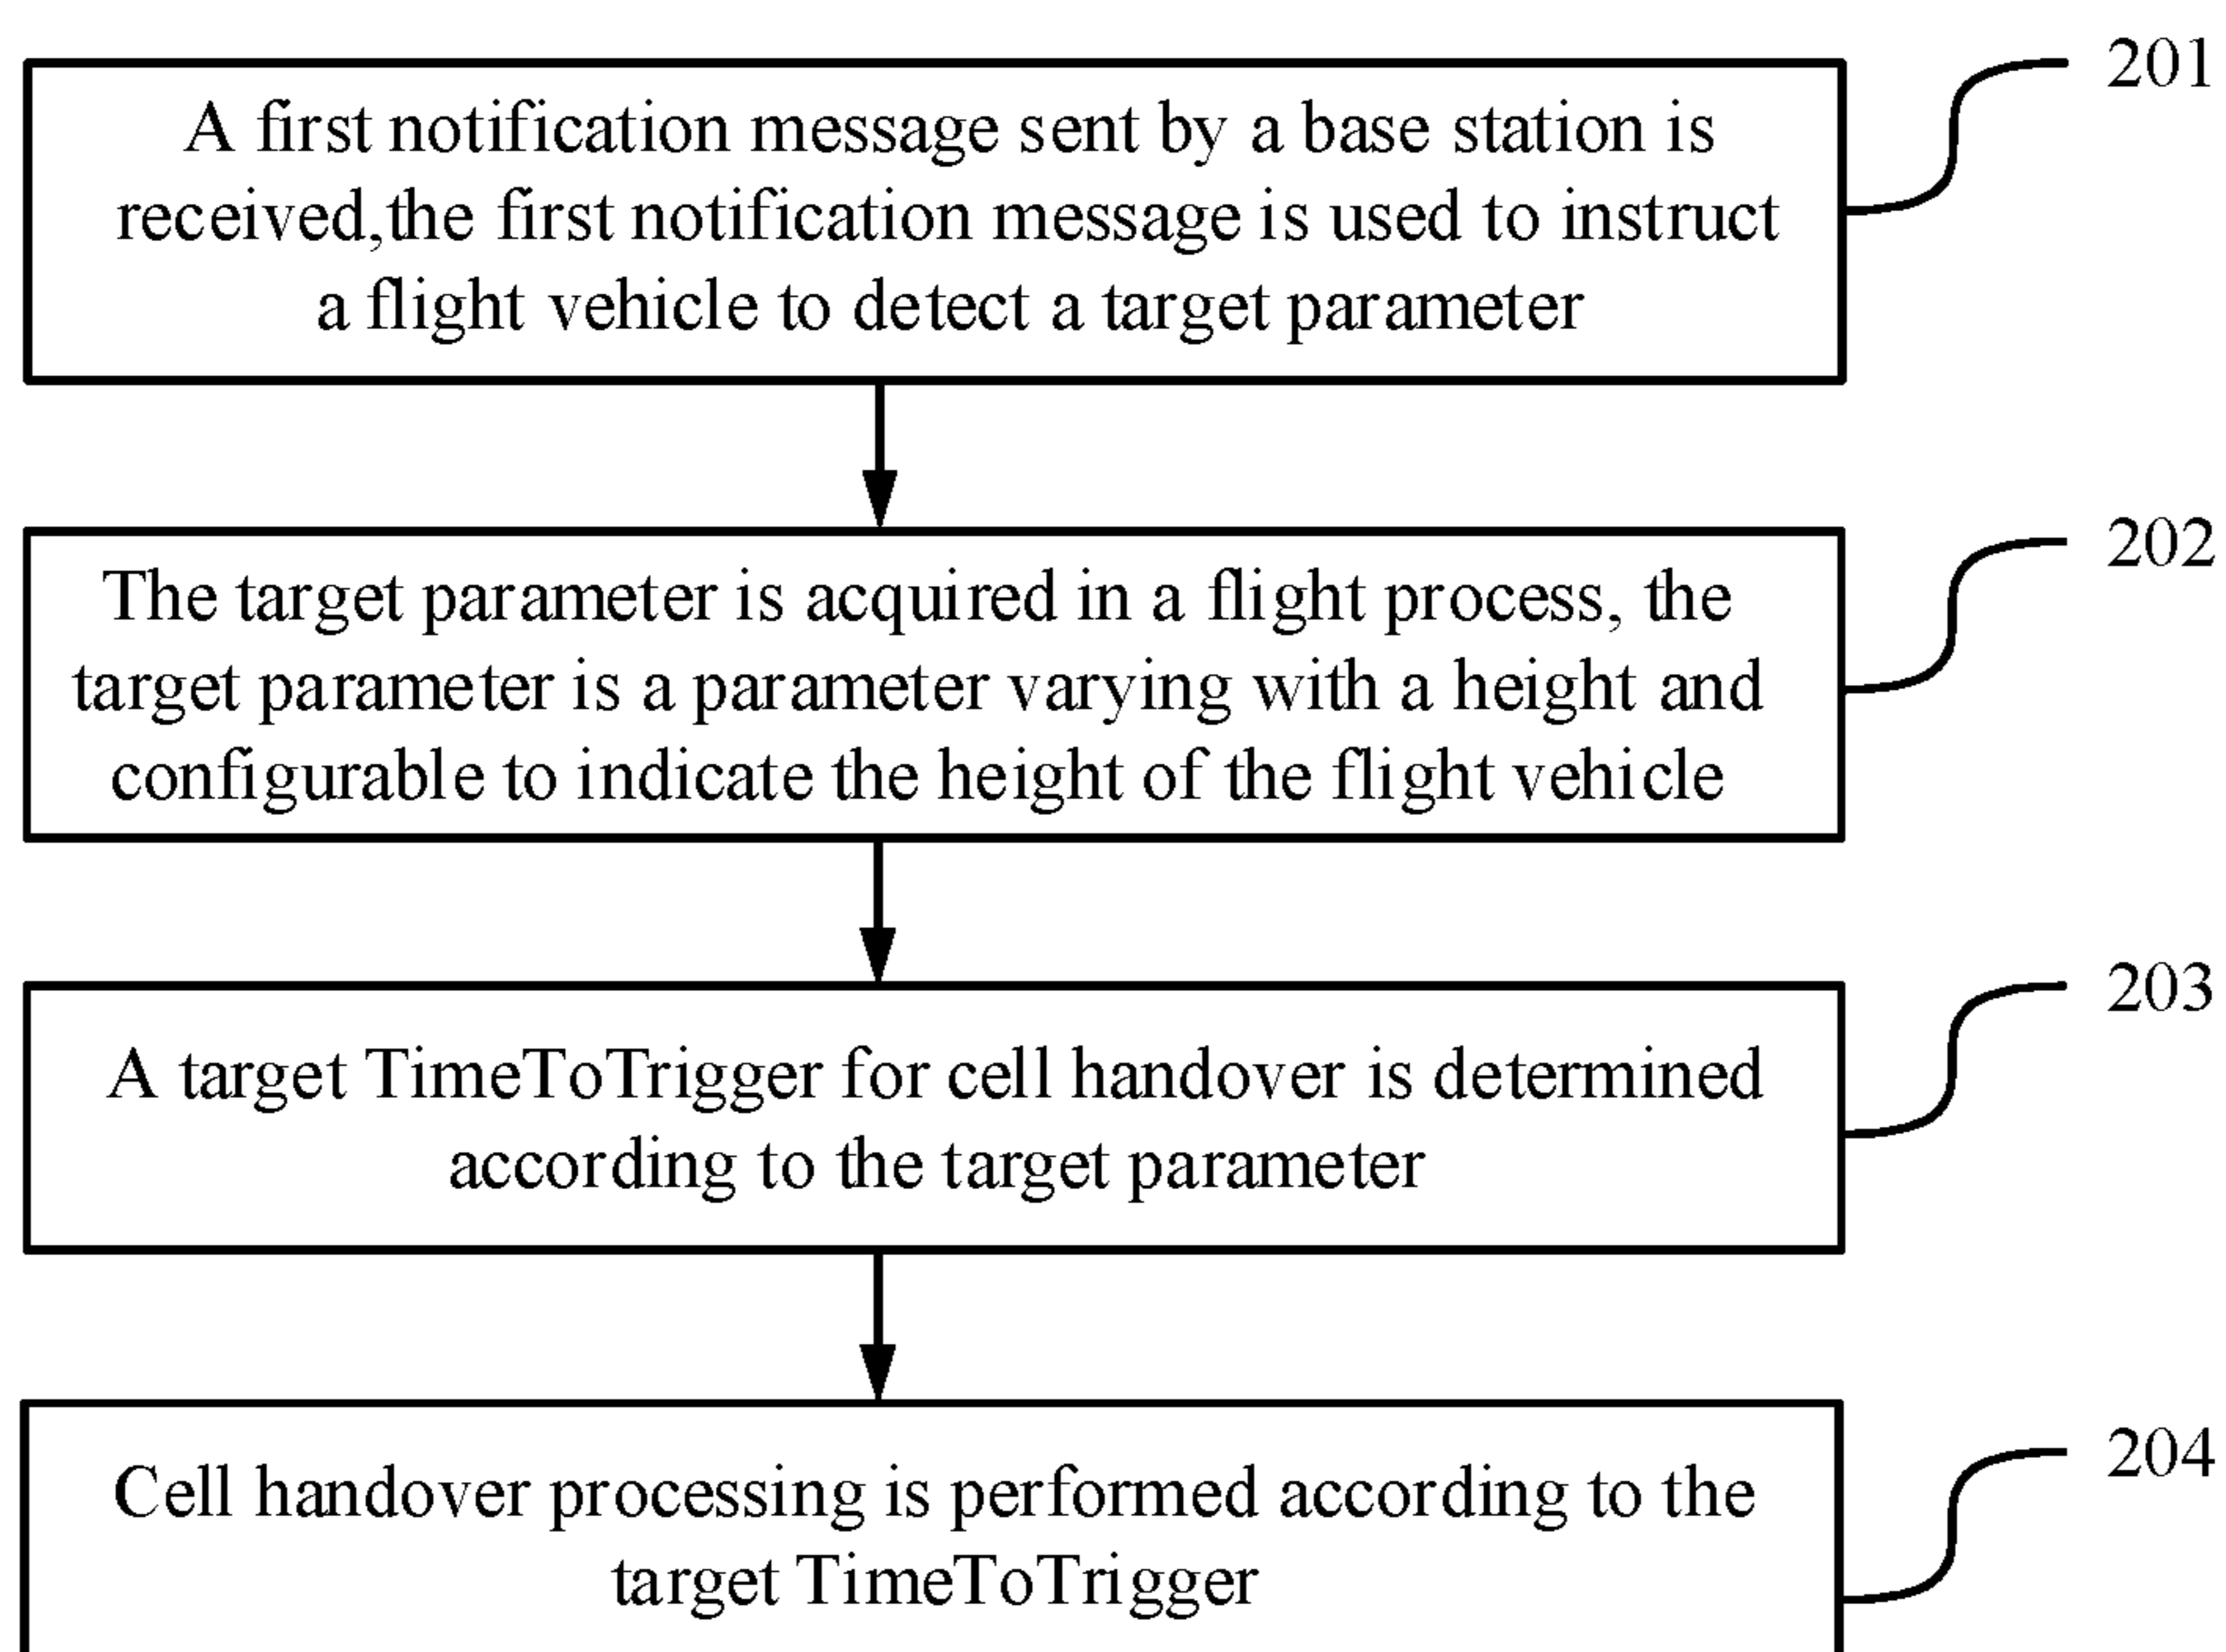 201
A first notification message sent by a base station is
received,the first notification message is used to instruct
a flight vehicle to detect a target parameter
202
The target parameter is acquired in a flight process, the
target parameter is a parameter varying with a height and
configurable to indicate the height of the flight vehicle
203
A target TimeToTrigger for cell handover is determined
according to the target parameter
204
Cell handover processing is performed according to the
target TimeToTrigger